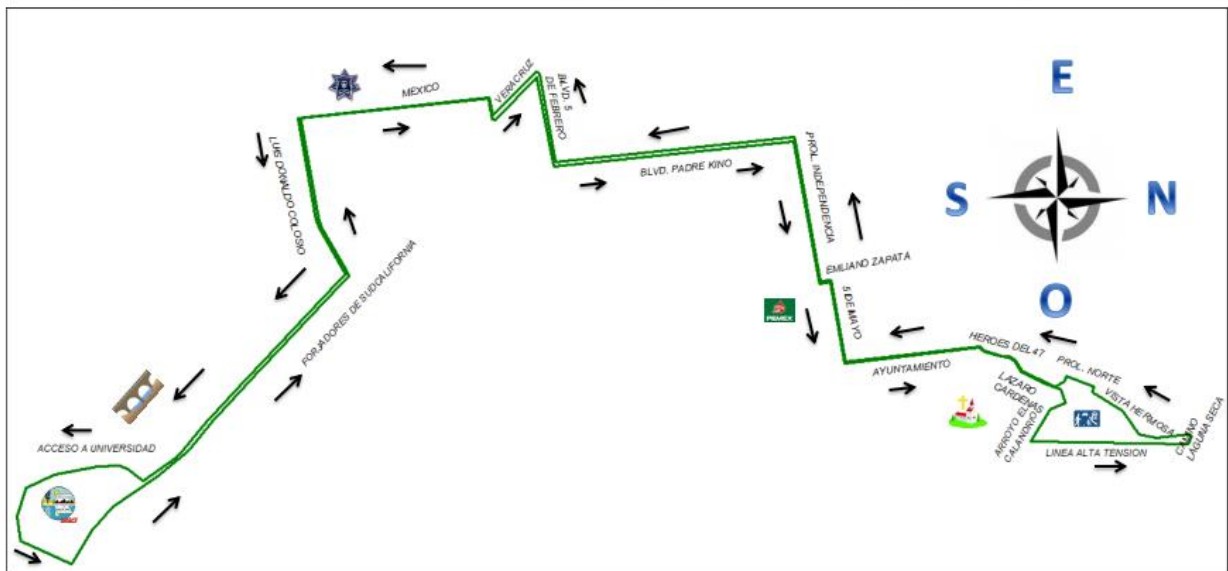 E
S
N
O
MEXICO
VERACRUZ
BLVD. 5
DE FEBRERO
LUIS DONALDO COLOSIO
BLVD. PADRE KINO
PROL. INDEPENDENCIA
EMILIANO ZAPATA
FORJADORES DE SUDCALIFORNIA
PEMEX
5 DE MAYO
HEROES DEL 47
PROL. NORTE
AYUNTAMIENTO
LAZARO
CARDENAS
VISTA HERMOSA
ARROYO EL
CALANDRIO
CAMINO
LAGUNA SECA
LINEA ALTA TENSION
ACCESO A UNIVERSIDAD